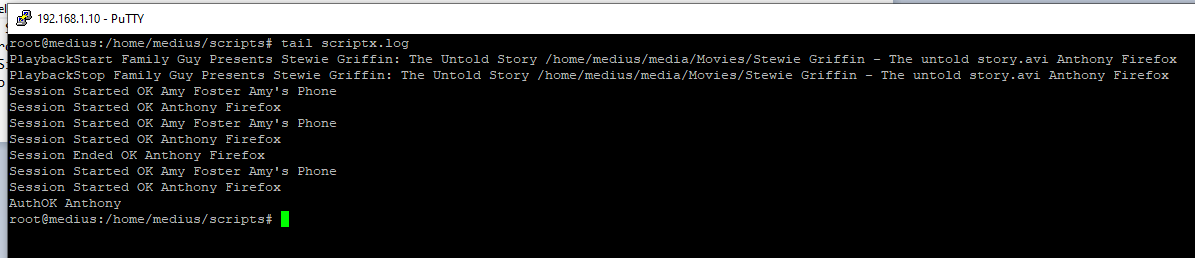 192.168.1.10 - PuTTY
root@medius:/home/medius/scripts# tail scriptx.log
PlaybackStart Family Guy Presents Stewie Griffin: The Untold Story /home/medius/media/Movies/Stewie Griffin - The untold story.avi Anthony Firefox
PlaybackStop Family Guy Presents Stewie Griffin: The Untold Story /home/medius/media/Movies/Stewie Griffin - The untold story.avi Anthony Firefox
Session Started OK Amy Foster Amy's Phone
Session Started OK Anthony Firefox
Session Started OK Amy Foster Amy's Phone
Session Started OK Anthony Firefox
Session Ended OK Anthony Firefox
Session Started OK Amy Foster Amy's Phone
Session Started OK Anthony Firefox
AuthOK Anthony
root@medius:/home/medius/scripts#